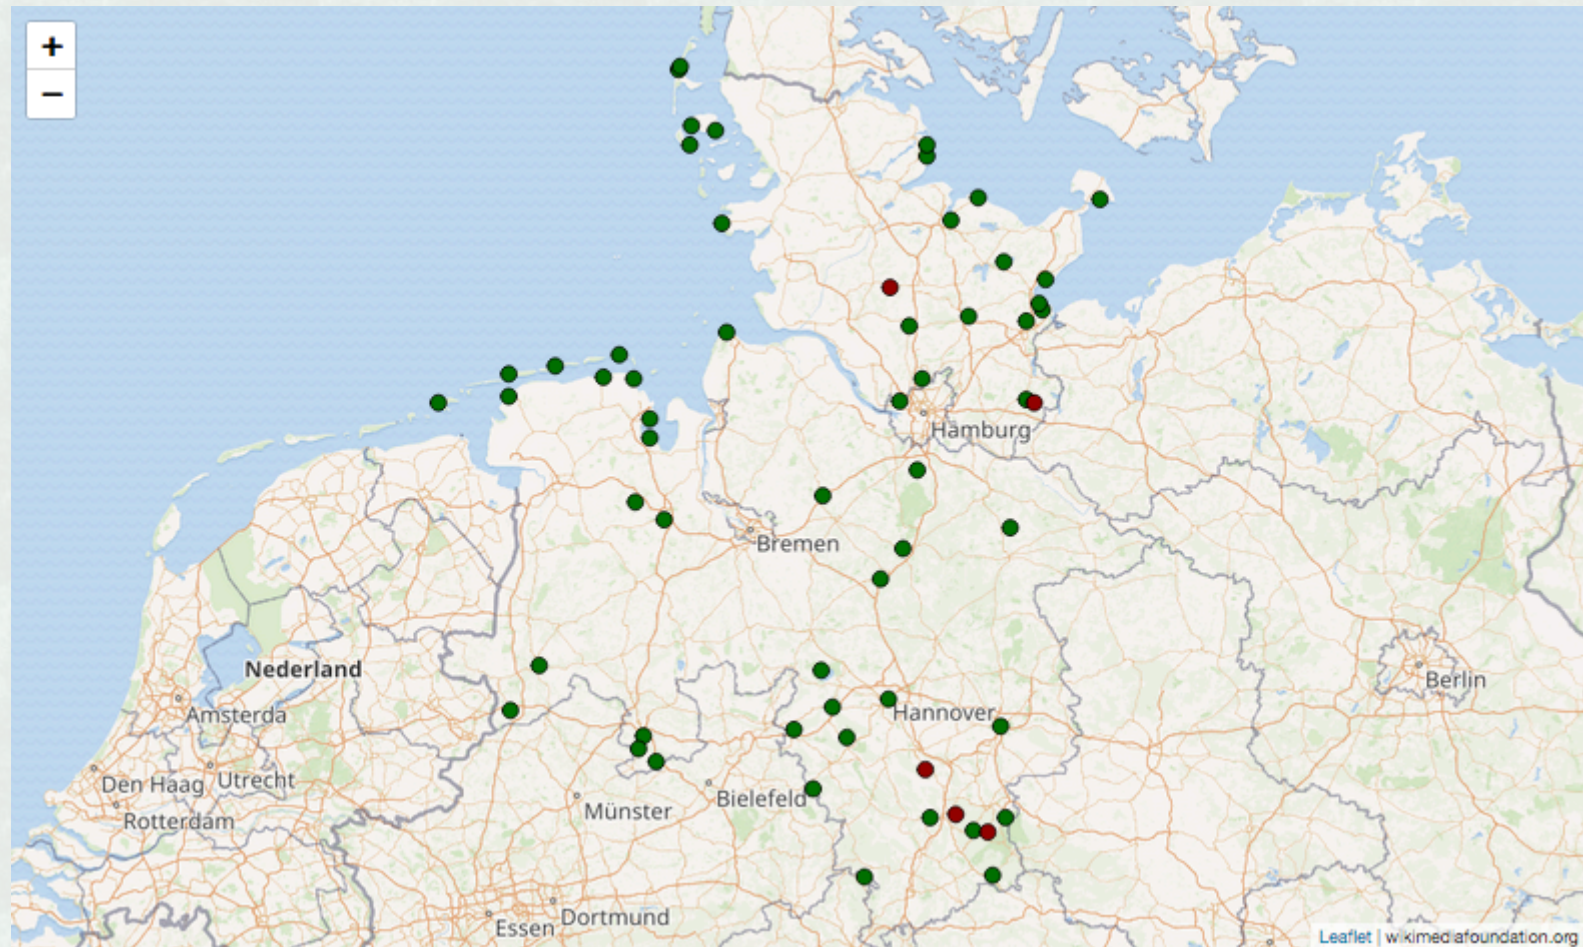 +
−
Hamburg
Bremen
Nederland
Berlin
Amsterda
Hannover
Den Haag
Utrecht
Rotterdam
Münster
Bielefeld
Essen
Dortmund
Leaflet | wikimediafoundation.org